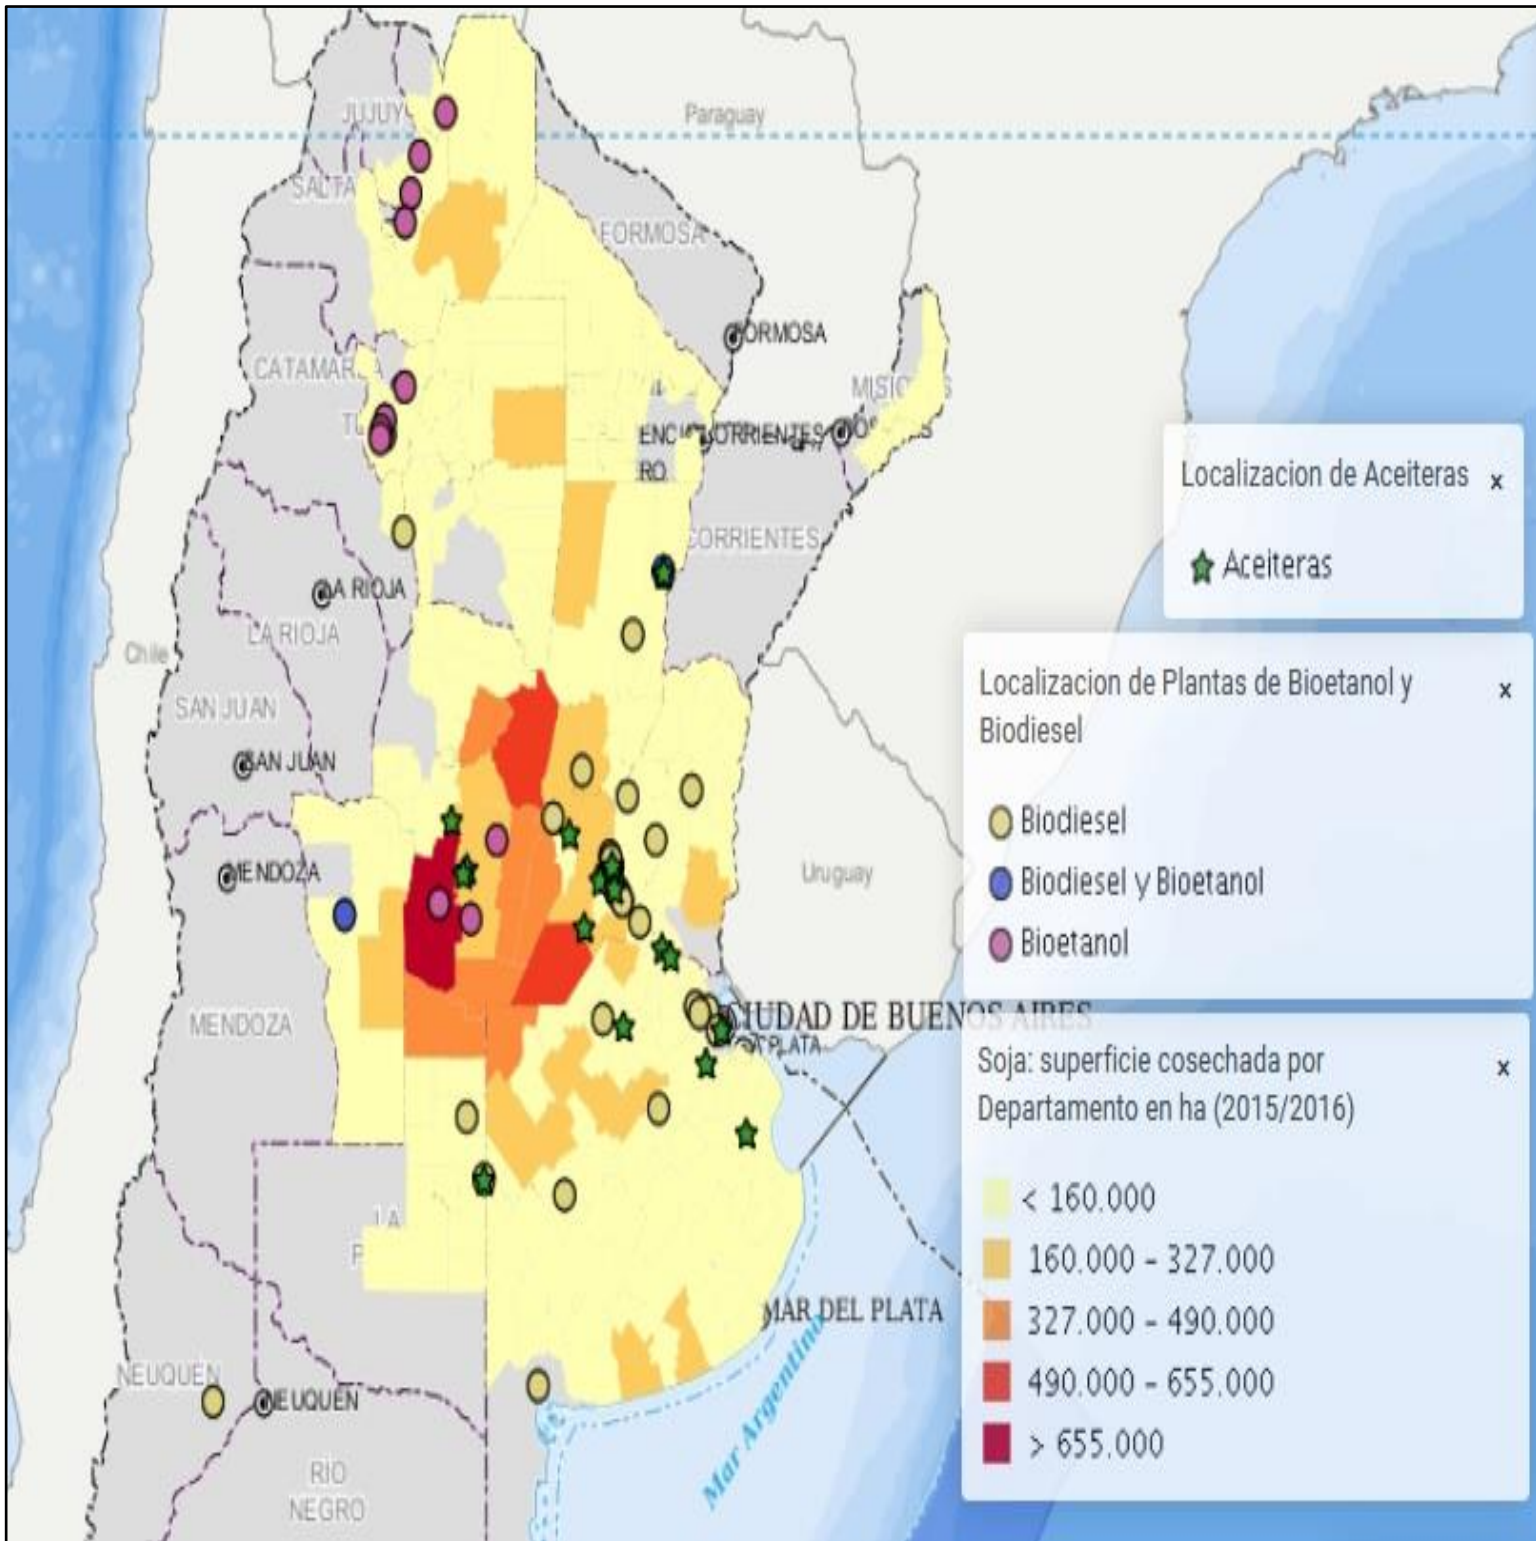 JUJUY
Paraguay
SALTA
FORMOSA
FORMOSA
CATAMARCA
MISIONES
CORRIENTES
CORRIENTES
LA RIOJA
LA RIOJA
Chile
SAN JUAN
SAN JUAN
MENDOZA
Uruguay
MENDOZA
CIUDAD DE BUENOS AIRES
LA PLATA
LA
P
MAR DEL PLATA
NEUQUEN
NEUQUEN
Mar Argentino
RIO
NEGRO
Localizacion de Aceiteras x
Aceiteras
Localizacion de Plantas de Bioetanol y x
Biodiesel
Biodiesel
Biodiesel y Bioetanol
Bioetanol
Soja: superficie cosechada por x
Departamento en ha (2015/2016)
< 160.000
160.000 - 327.000
327.000 - 490.000
490.000 - 655.000
> 655.000